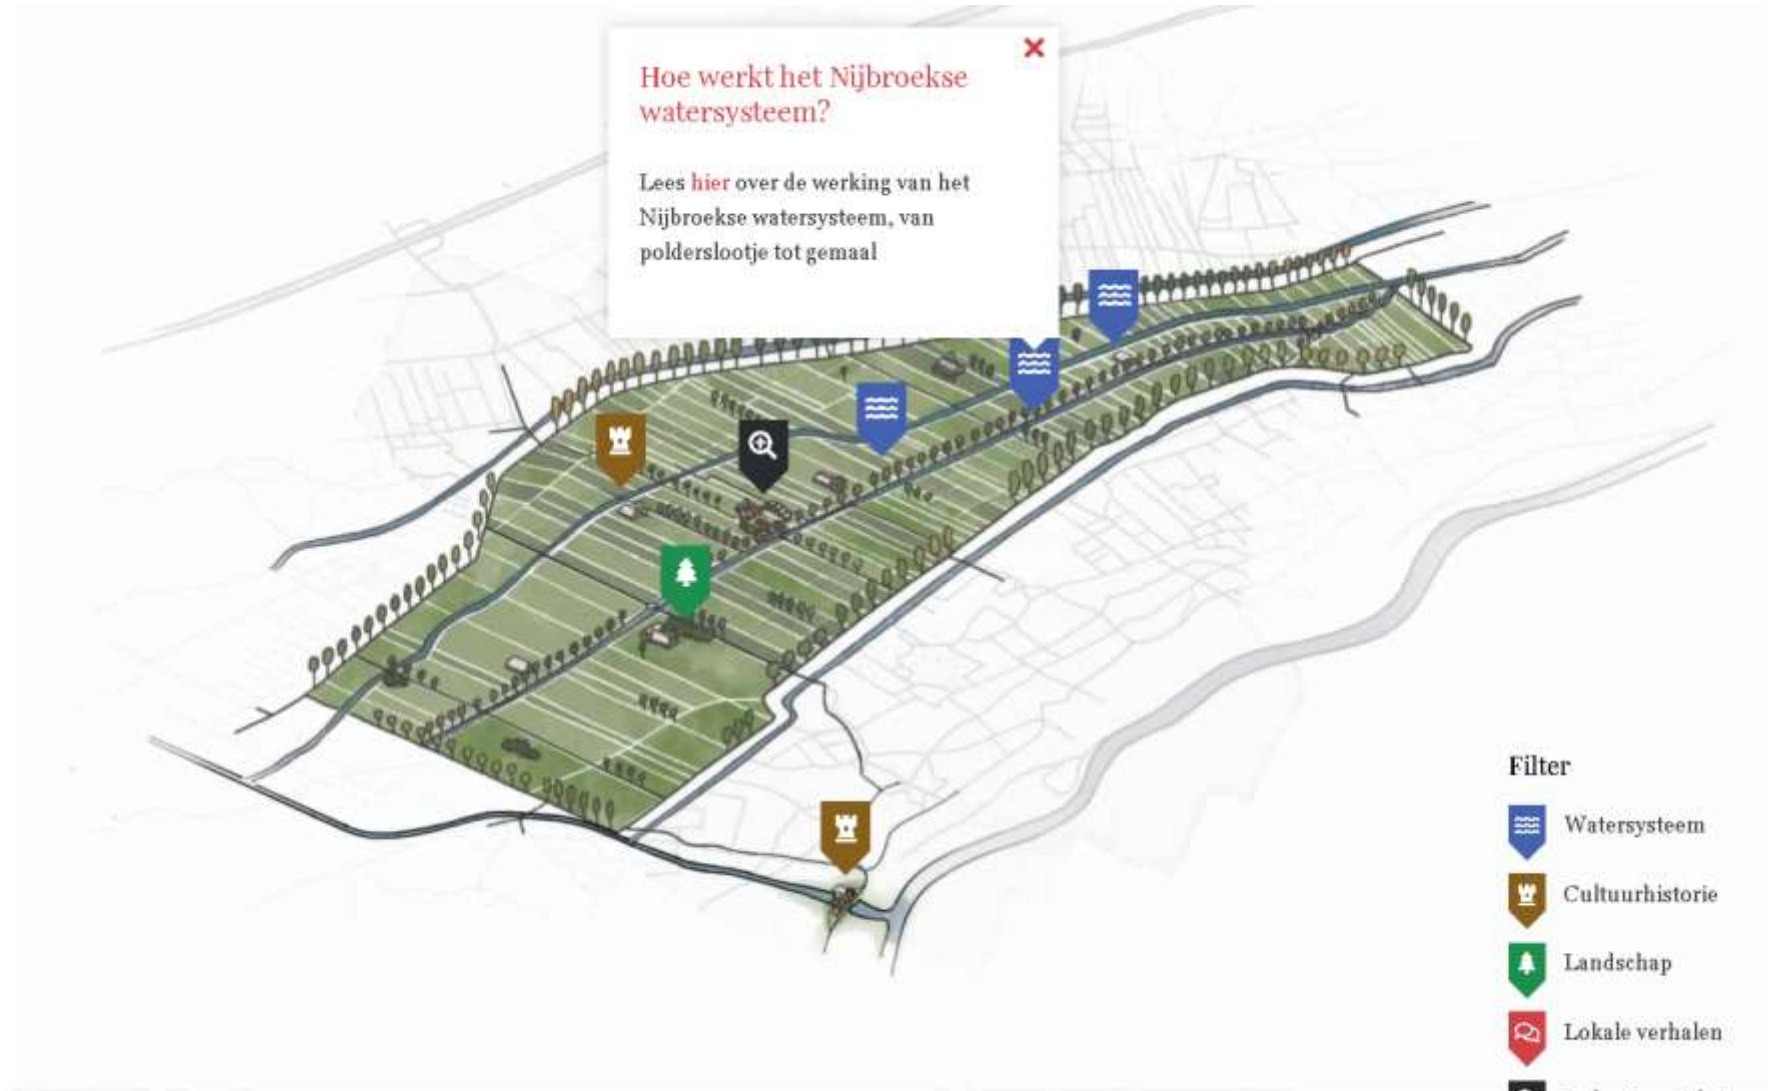 Hoe werkt het Nijbroekse
watersysteem?
Lees hier over de werking van het
Nijbroekse watersysteem, van
polderslootje tot gemaal
Filter
Watersysteem
Cultuurhistorie
Landschap
Lokale verhalen